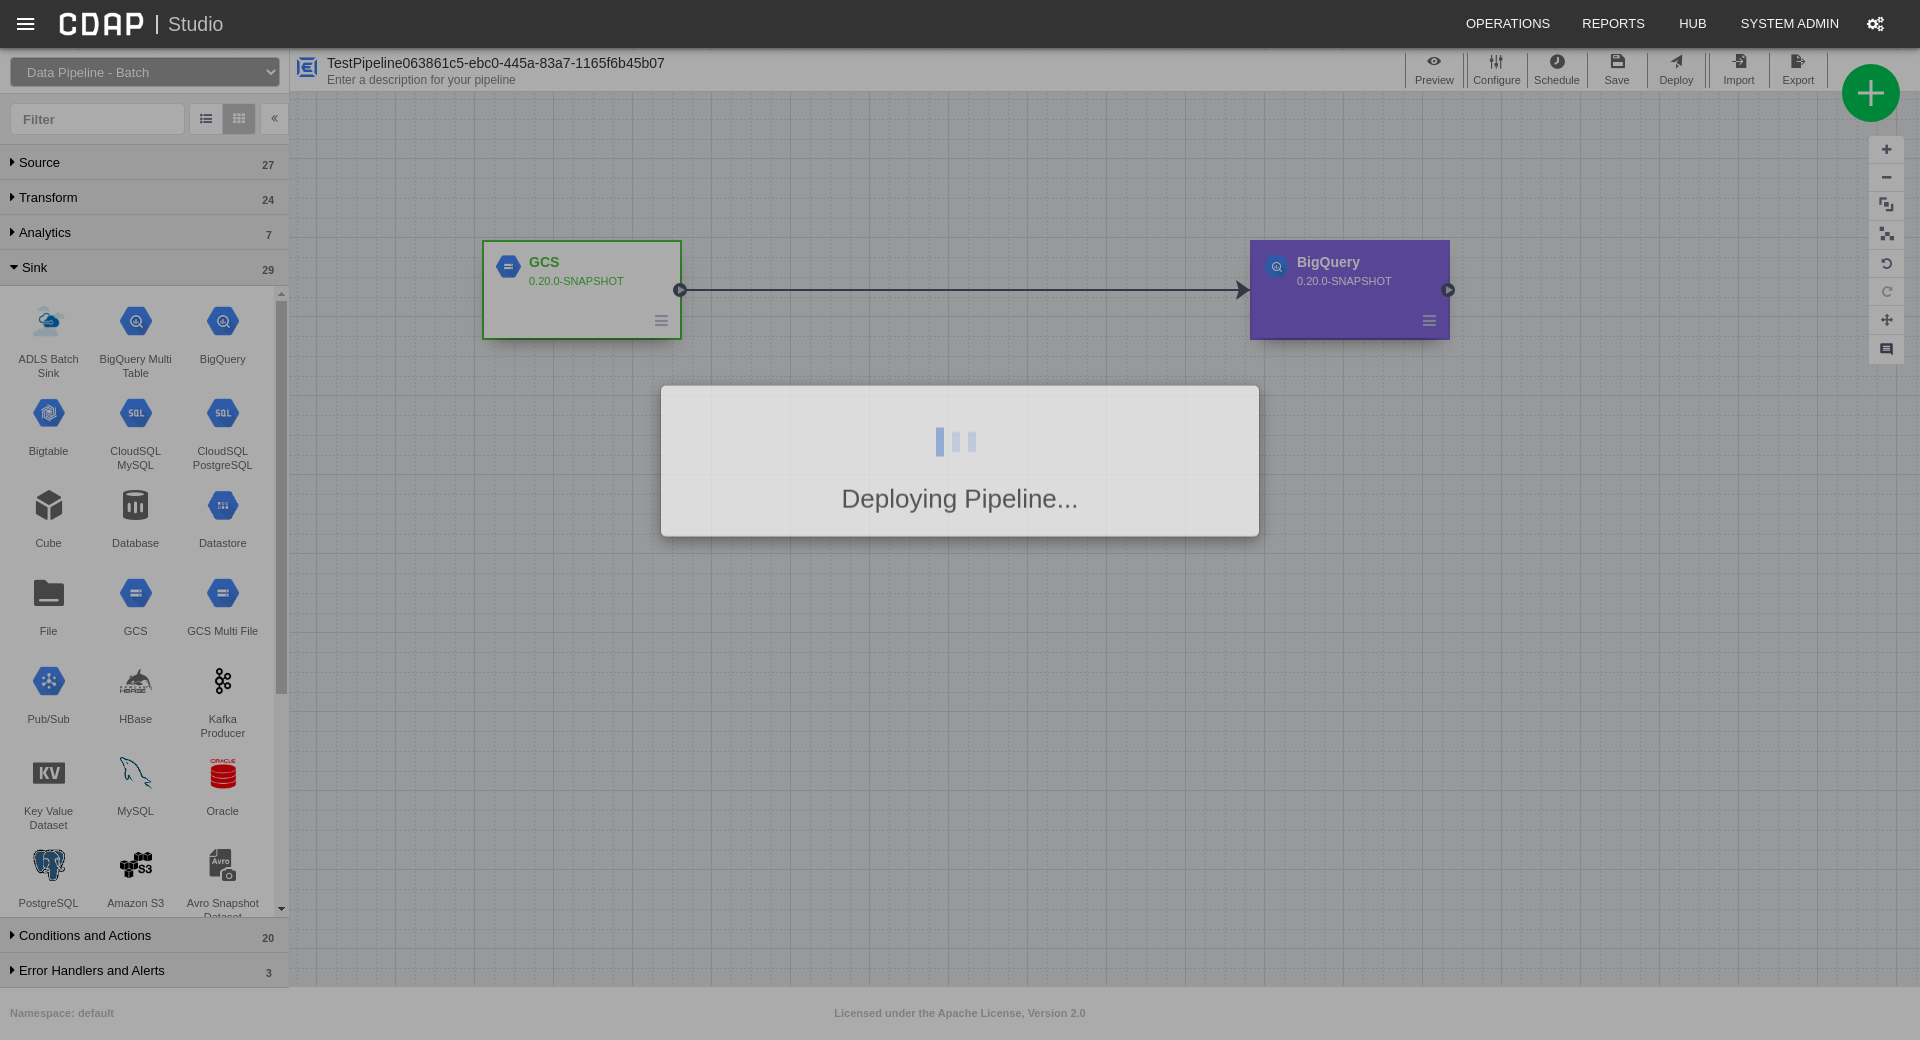 CDAP | Studio
OPERATIONS
REPORTS
HUB
SYSTEM ADMIN
Data Pipeline - Batch
TestPipeline063861c5-ebc0-445a-83a7-1165f6b45b07
Enter a description for your pipeline
Preview
Configure
Schedule
Save
Deploy
Import
Export
Filter
Source 27
Transform 24
Analytics 7
Sink 29
ADLS Batch
Sink
BigQuery Multi
Table
BigQuery
Bigtable
SQL
CloudSQL
MySQL
SQL
CloudSQL
PostgreSQL
Cube
Database
Datastore
File
GCS
GCS Multi File
Pub/Sub
HBASE
HBase
Kafka
Producer
KV
Key Value
Dataset
MySQL
ORACLE
Oracle
PostgreSQL
S3
Amazon S3
Avro
Avro Snapshot
Dataset
Conditions and Actions 20
Error Handlers and Alerts 3
GCS
0.20.0-SNAPSHOT
BigQuery
0.20.0-SNAPSHOT
Deploying Pipeline...
Namespace: default
Licensed under the Apache License, Version 2.0